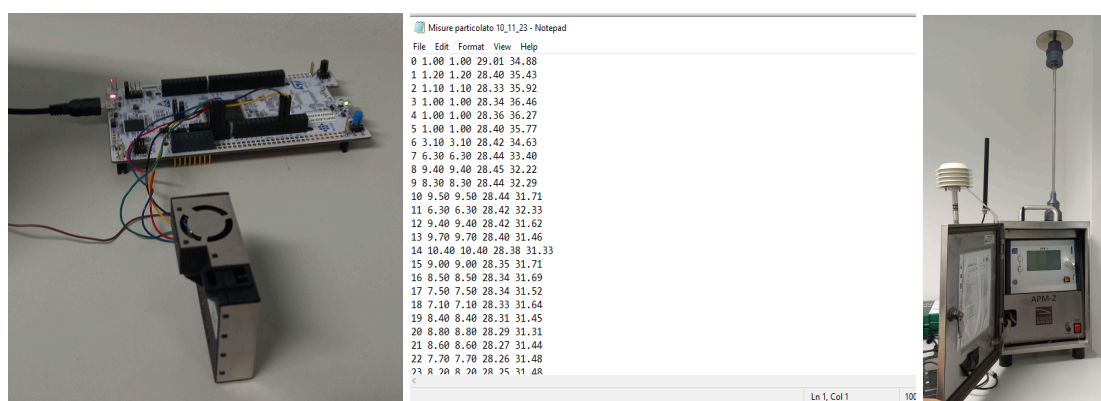 Misure particolato 10_11_23 - Notepad
File Edit Format View Help
0 1.00 1.00 29.01 34.88
1 1.20 1.20 28.40 35.43
2 1.10 1.10 28.33 35.92
3 1.00 1.00 28.34 36.46
4 1.00 1.00 28.36 36.27
5 1.00 1.00 28.40 35.77
6 3.10 3.10 28.42 34.63
7 6.30 6.30 28.44 33.40
8 9.40 9.40 28.45 32.22
9 8.30 8.30 28.44 32.29
10 9.50 9.50 28.44 31.71
11 6.30 6.30 28.42 32.33
12 9.40 9.40 28.42 31.62
13 9.70 9.70 28.40 31.46
14 10.40 10.40 28.38 31.33
15 9.00 9.00 28.35 31.71
16 8.50 8.50 28.34 31.69
17 7.50 7.50 28.34 31.52
18 7.10 7.10 28.33 31.64
19 8.40 8.40 28.31 31.45
20 8.80 8.80 28.29 31.31
21 8.60 8.60 28.27 31.44
22 7.70 7.70 28.26 31.48
23 8.20 8.20 28.25 31.48
Ln 1, Col 1
100
APM-2